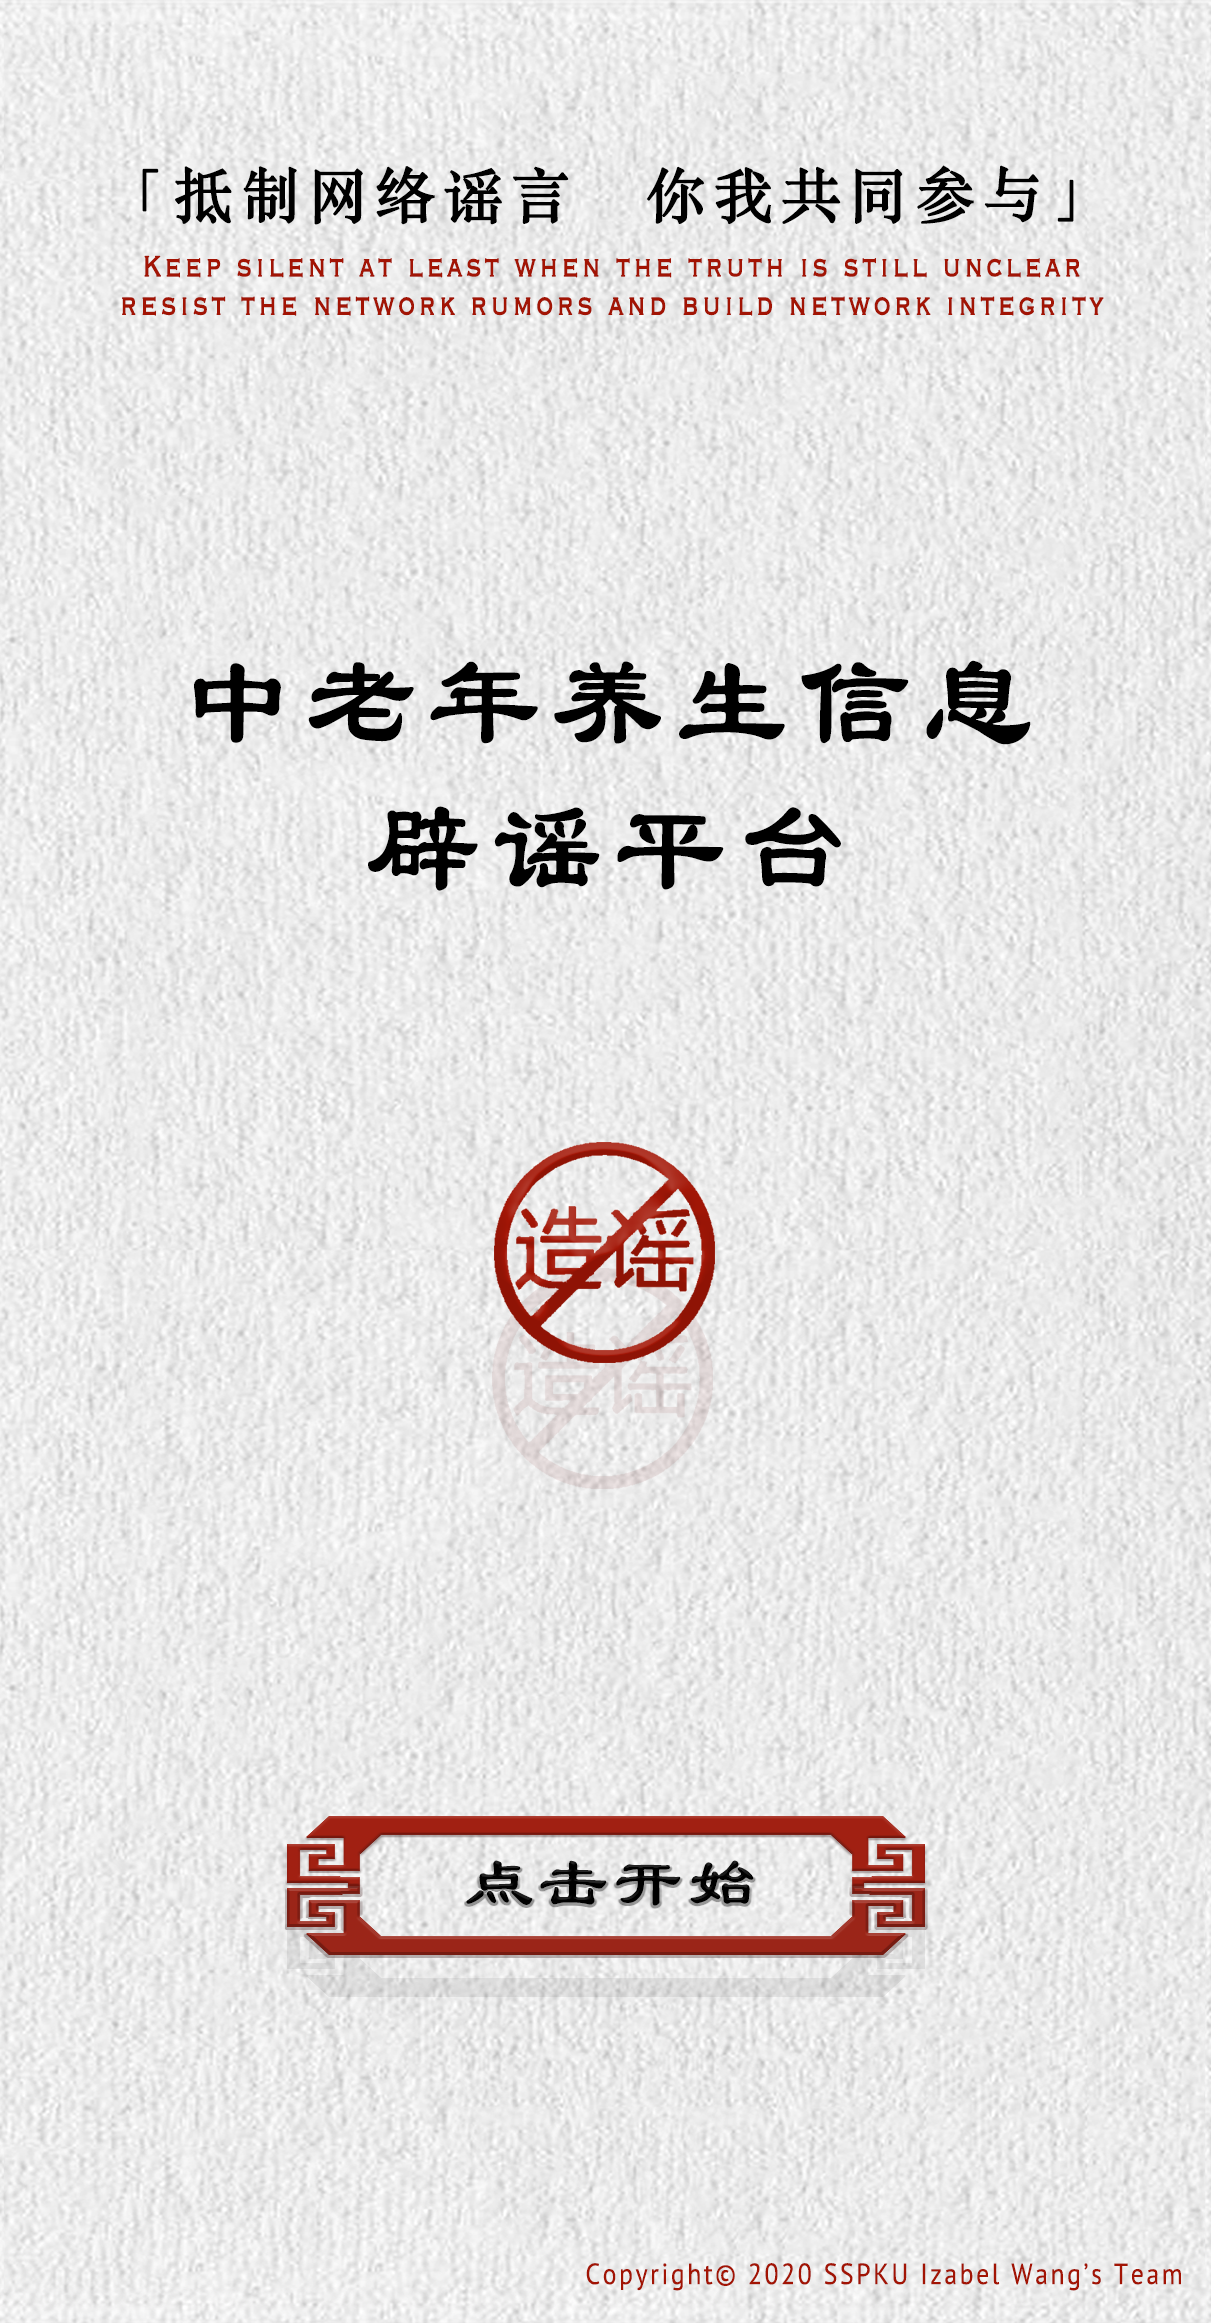 「抵制网络谣言　你我共同参与」
KEEP SILENT AT LEAST WHEN THE TRUTH IS STILL UNCLEAR
RESIST THE NETWORK RUMORS AND BUILD NETWORK INTEGRITY
中老年养生信息
辟谣平台
造谣
造谣
点击开始
Copyright© 2020 SSPKU Izabel Wang's Team